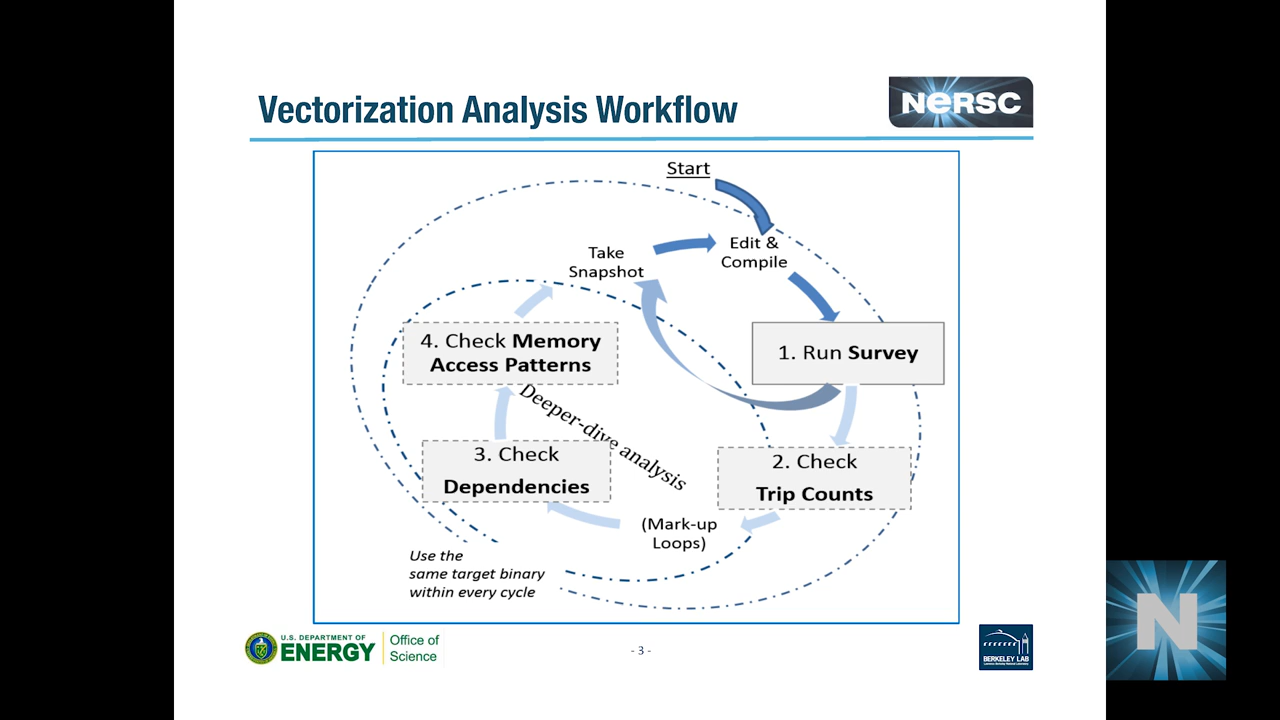 Vectorization Analysis Workflow
NERSC
Start
Edit &
Compile
Take
Snapshot
1. Run Survey
2. Check
Trip Counts
(Mark-up
Loops)
3. Check
Dependencies
4. Check Memory
Access Patterns
Deeper-dive analysis
Use the
same target binary
within every cycle
U.S. DEPARTMENT OF
ENERGY
Office of
Science
- 3 -
BERKELEY LAB
N